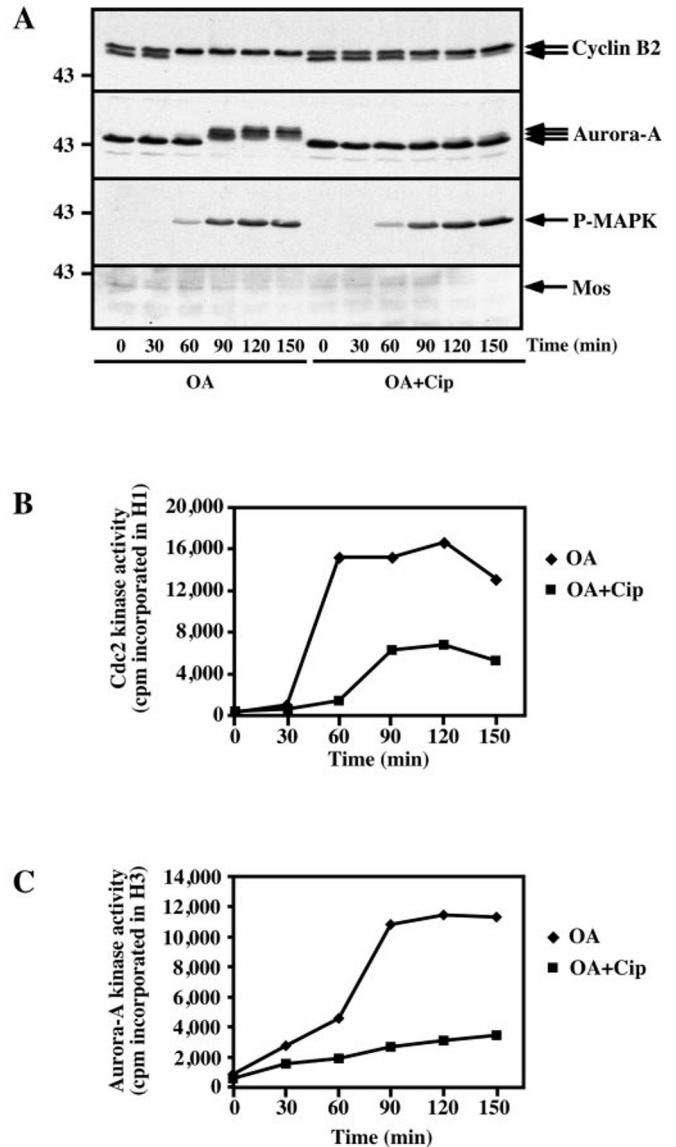 A
Cyclin B2
43
43
Aurora-A
43
P-MAPK
43
Mos
0 30 60 90 120 150 0 30 60 90 120 150 Time (min)
OA OA+Cip
B
Cdc2 kinase activity
(cpm incorporated in H1)
20,000
16,000
12,000
8,000
4,000
0
0 30 60 90 120 150
Time (min)
OA
OA+Cip
C
Aurora-A kinase activity
(cpm incorporated in H3)
14,000
12,000
10,000
8,000
6,000
4,000
2,000
0
0 30 60 90 120 150
Time (min)
OA
OA+Cip